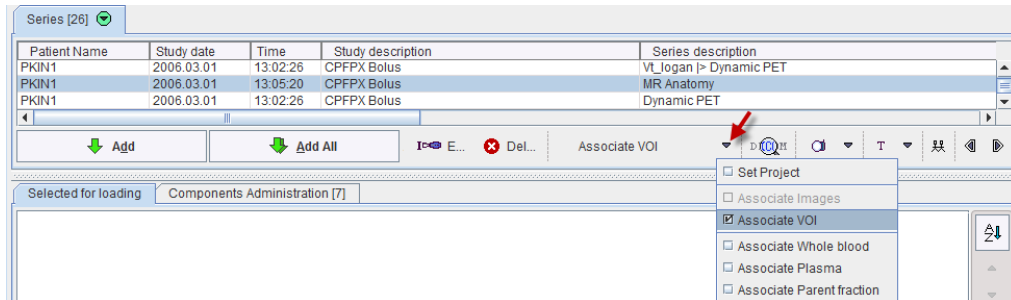 Series [26]
Patient Name Study date Time Study description Series description
PKIN1 2006.03.01 13:02:26 CPFPX Bolus Vt_logan |> Dynamic PET
PKIN1 2006.03.01 13:05:20 CPFPX Bolus MR Anatomy
PKIN1 2006.03.01 13:02:26 CPFPX Bolus Dynamic PET
Add Add All E... Del... Associate VOI T
Set Project
Selected for loading Components Administration [7]
Associate Images
Associate VOI
Associate Whole blood
Associate Plasma
Associate Parent fraction